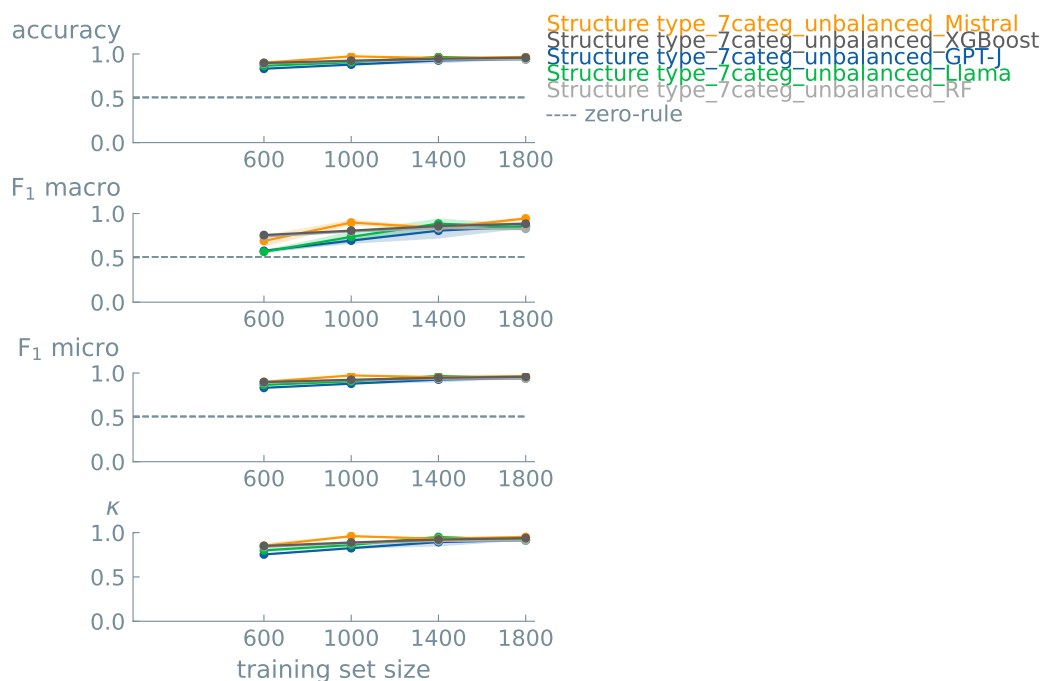 accuracy
1.0
0.5
0.0
600 1000 1400 1800
Structure type_7categ_unbalanced_Mistral
Structure type_7categ_unbalanced_XGBoost
Structure type_7categ_unbalanced_GPT-J
Structure type_7categ_unbalanced_Llama
Structure type_7categ_unbalanced_RF
---- zero-rule
F₁ macro
1.0
0.5
0.0
600 1000 1400 1800
F₁ micro
1.0
0.5
0.0
600 1000 1400 1800
κ
1.0
0.5
0.0
600 1000 1400 1800
training set size